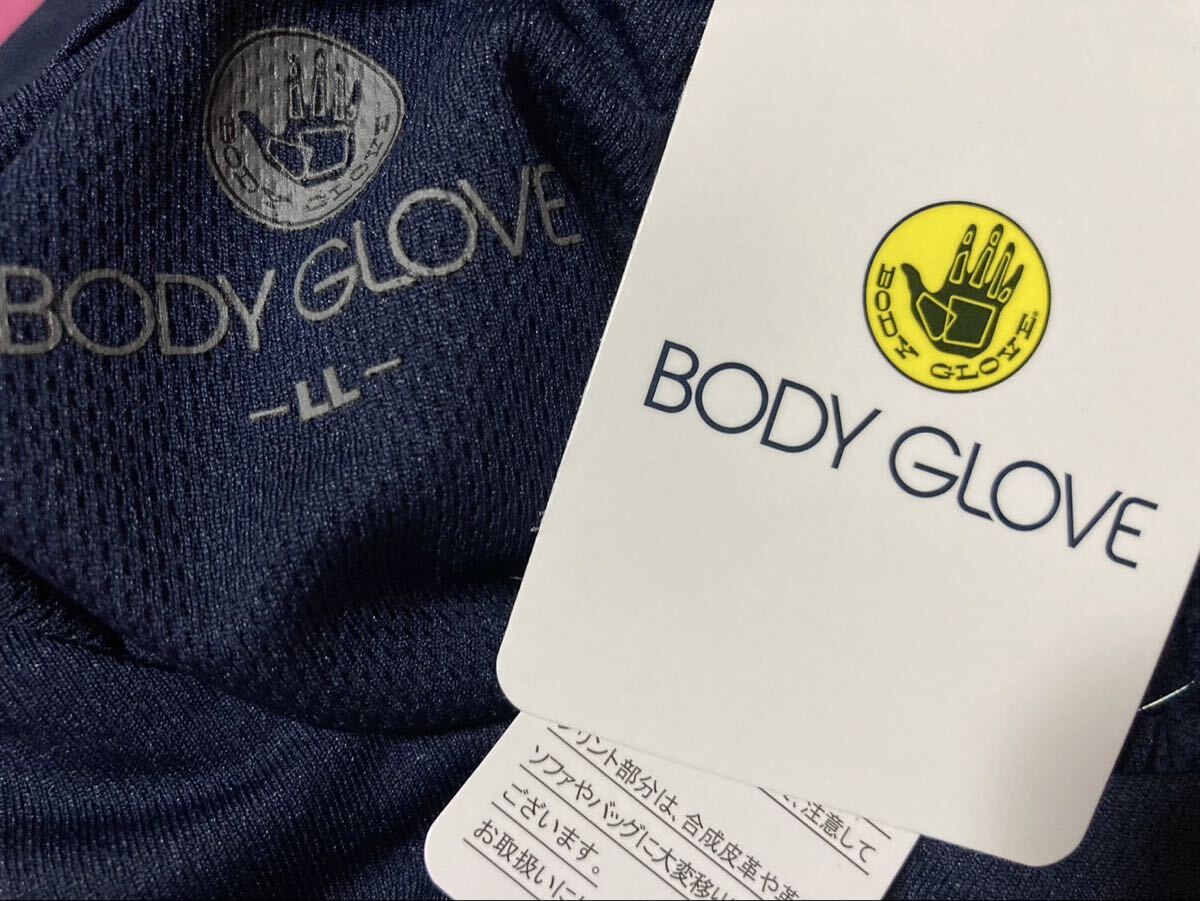 BODY GLOVE
BODY GLOVE
-LL-
BODY GLOVE®
BODY GLOVE
プリント部分は、合成皮革や革
ソファやバッグに大変移り
ございます。
お取扱いに
、注意して